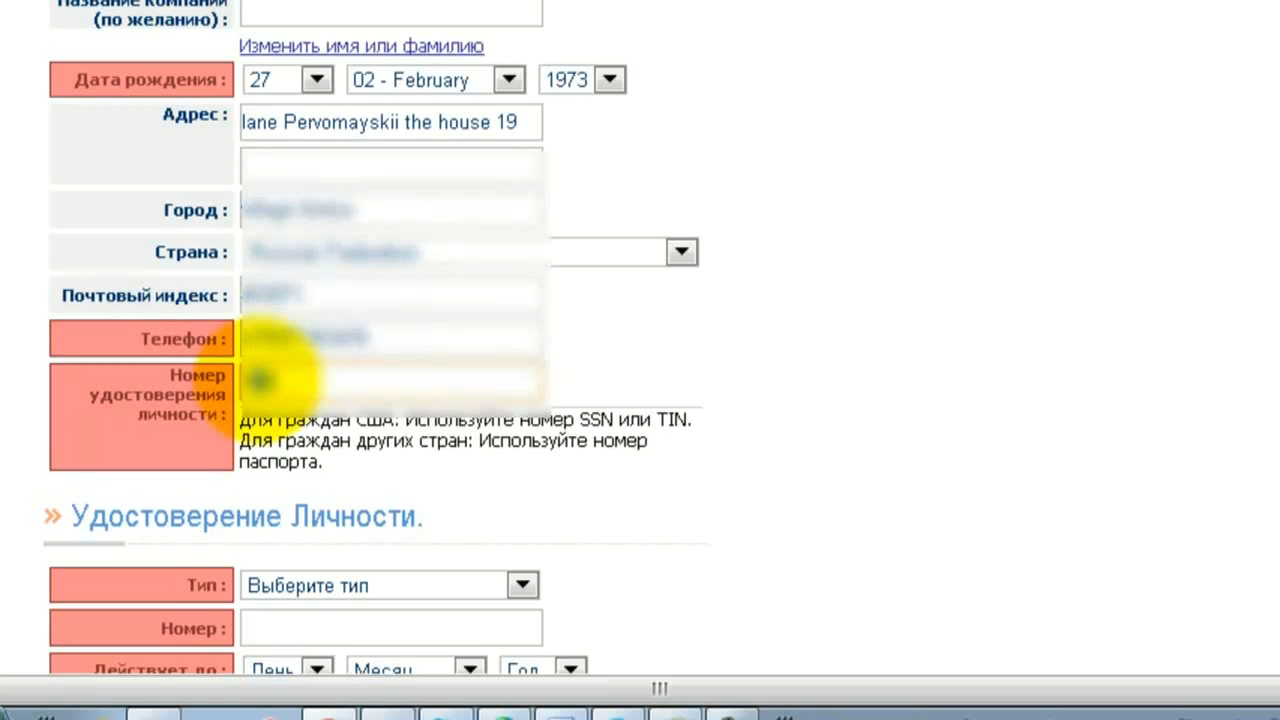 Название компании
(по желанию) :
Изменить имя или фамилию
Дата рождения : 27 02 - February 1973
Адрес : lane Pervomayskii the house 19
Город :
Страна :
Почтовый индекс :
Телефон :
Номер
удостоверения
личности :
Для граждан США: Используйте номер SSN или TIN.
Для граждан других стран: Используйте номер
паспорта.
» Удостоверение Личности.
Тип : Выберите тип
Номер :
Действует до : День Месяц Год